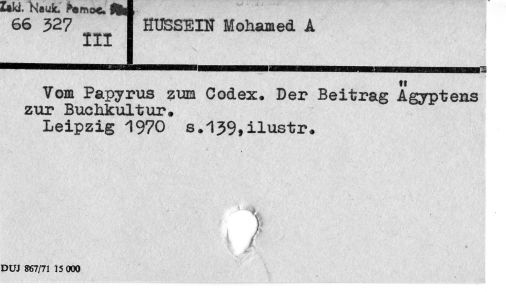 Zakł. Nauk. Pomoc.
66 327
III
HUSSEIN Mohamed A
Vom Papyrus zum Codex. Der Beitrag Ägyptens
zur Buchkultur.
Leipzig 1970 s.139,ilustr.
DUJ 867/71 15 000